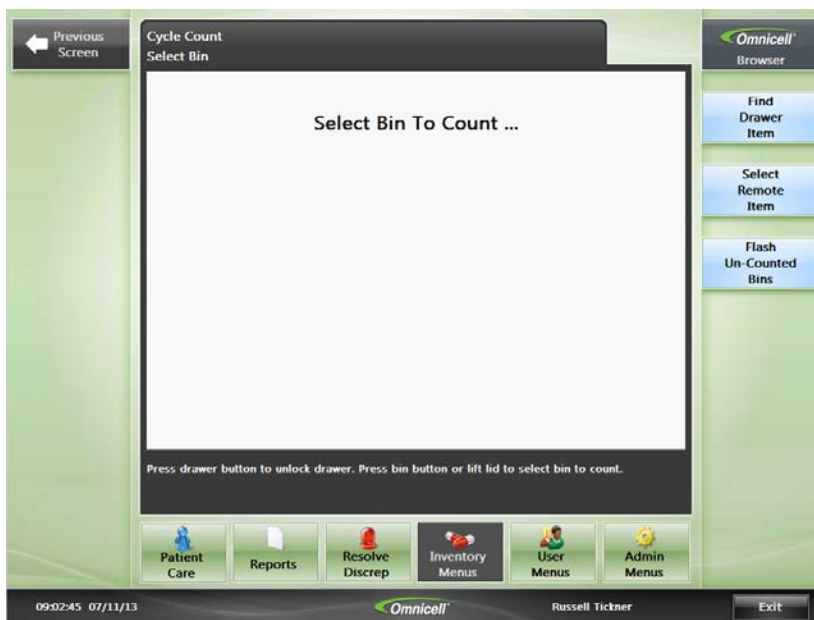 Previous
Screen
Cycle Count
Select Bin
Omnicell®
Browser
Select Bin To Count ...
Find
Drawer
Item
Select
Remote
Item
Flash
Un-Counted
Bins
Press drawer button to unlock drawer. Press bin button or lift lid to select bin to count.
Patient
Care
Reports
Resolve
Discrep
Inventory
Menus
User
Menus
Admin
Menus
09:02:45 07/11/13
Omnicell®
Russell Tickner
Exit